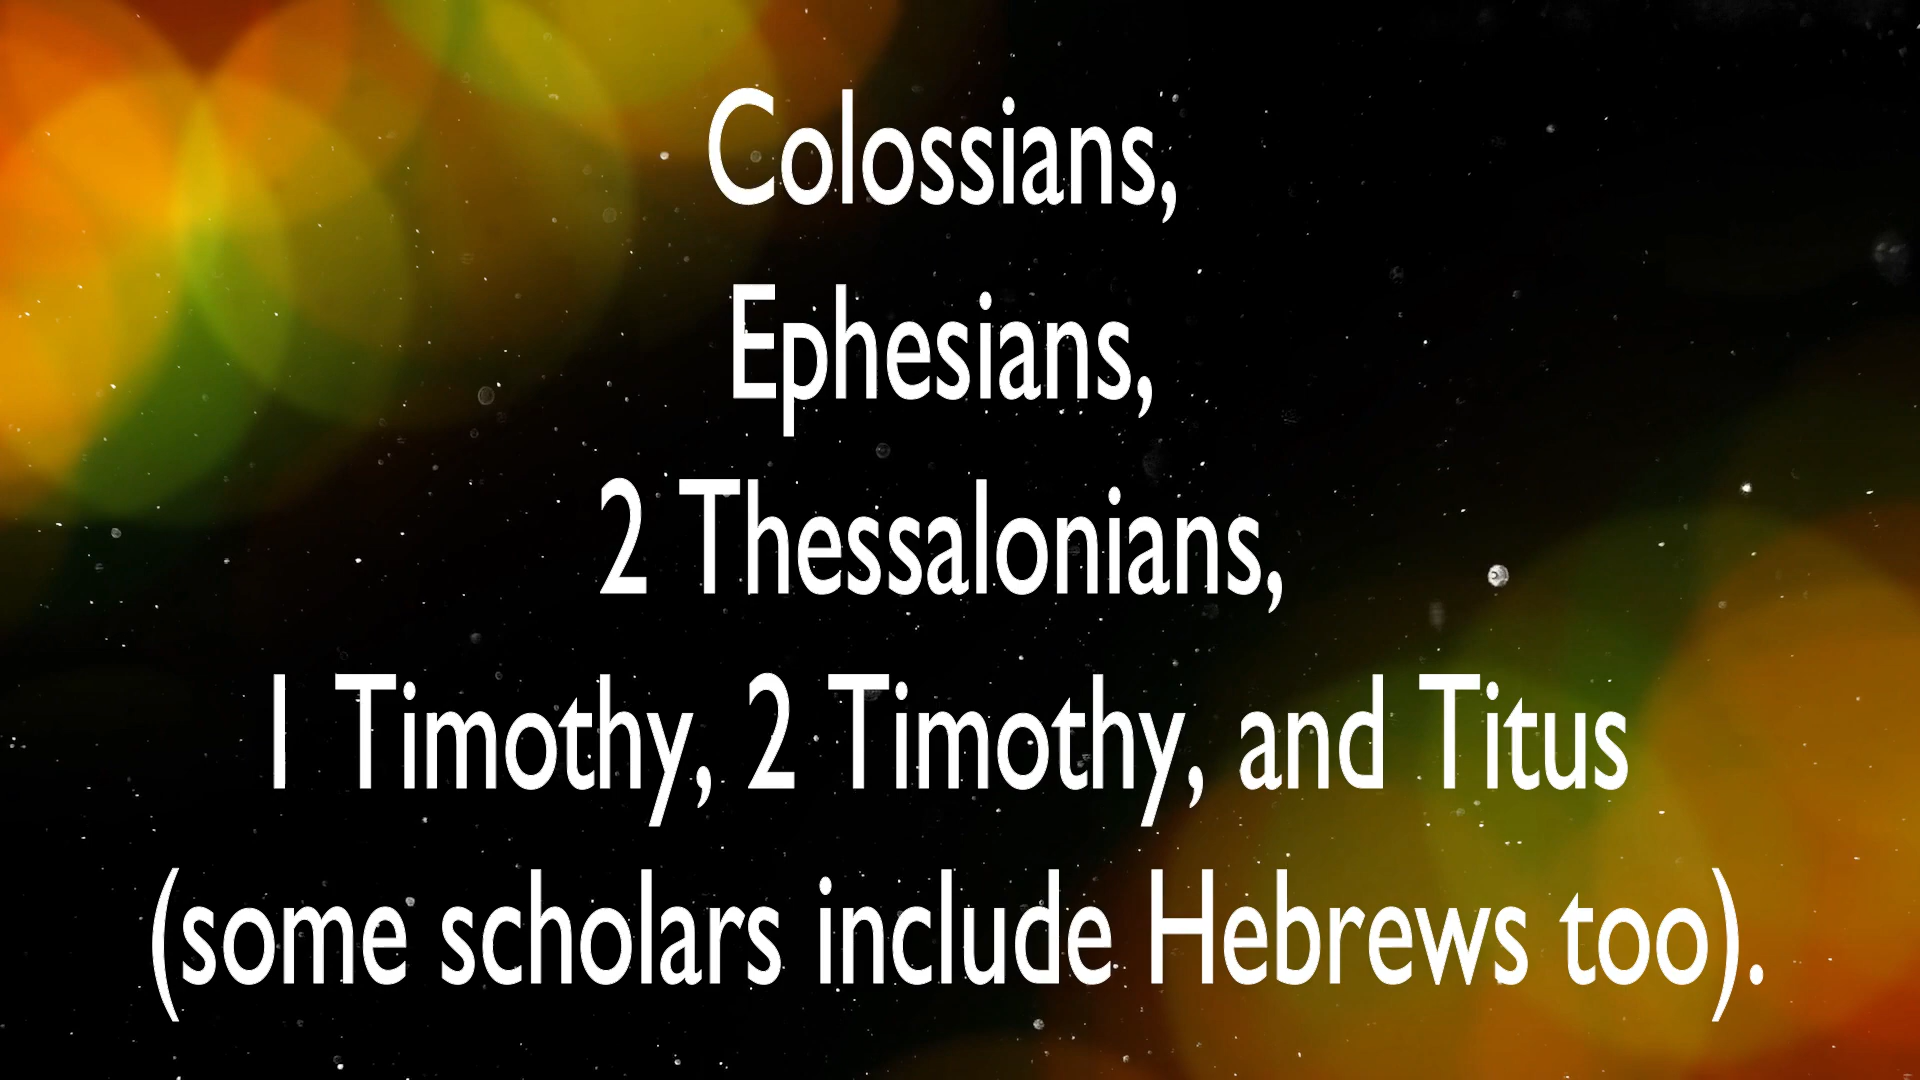 Colossians,
Ephesians,
2 Thessalonians,
1 Timothy, 2 Timothy, and Titus
(some scholars include Hebrews too).